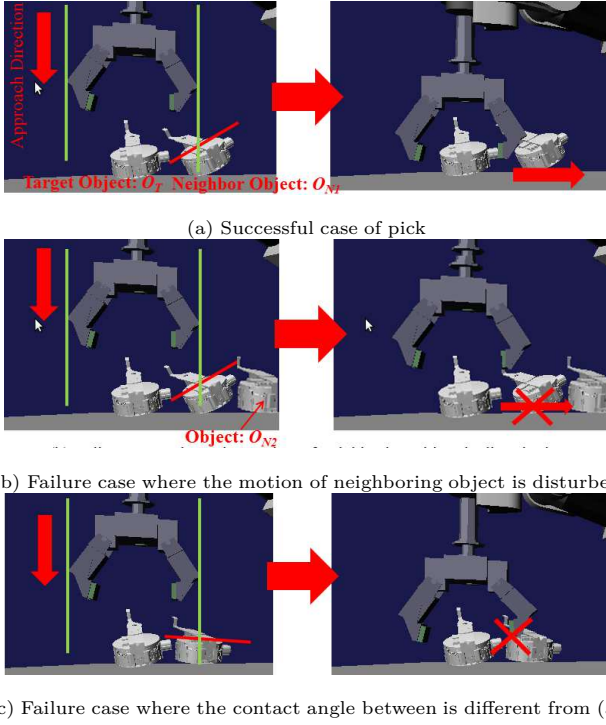 Approach Direction
Target Object: O_T Neighbor Object: O_N1
(a) Successful case of pick
Object: O_N2
b) Failure case where the motion of neighboring object is disturbe
c) Failure case where the contact angle between is different from (